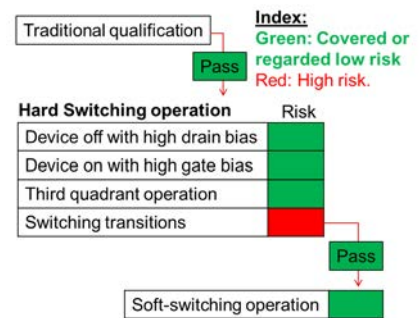 Traditional qualification
Index:
Green: Covered or
regarded low risk
Red: High risk.
Pass
Hard Switching operation Risk
Device off with high drain bias
Device on with high gate bias
Third quadrant operation
Switching transitions
Pass
Soft-switching operation